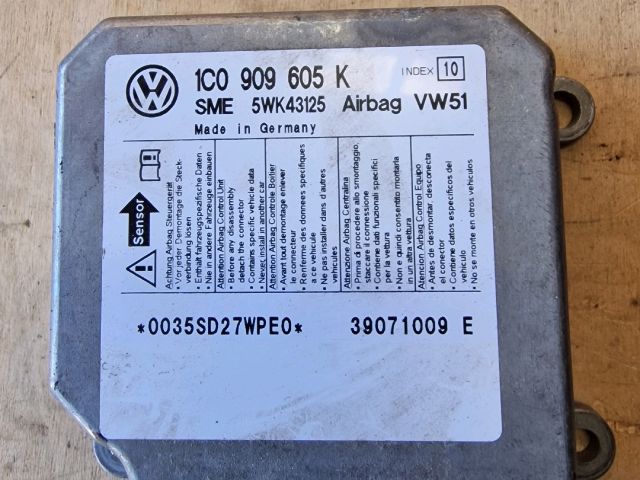 1C0 909 605 K
INDEX 10
SME 5WK43125 Airbag VW51
Made in Germany
Sensor
Achtung Airbag Steuergerät
• Vor jeder Demontage die Steck-
verbindung lösen
• Enthält fahrzeugspezifische Daten
• Nie in andere Fahrzeuge einbauen
Attention Airbag Control Unit
• Before any disassembly
detach the connector
• Contains specific vehicle data
• Never install in another car
Attention Airbag Controle Boitier
• Avant tout demontage enlever
le connecteur
• Renferme des donnees specifiques
a ce vehicule
• Ne pas installer dans d'autres
vehicules
Attenzione Airbag Centralina
• Prima di procedere allo smontaggio,
staccare il connessione
• Contiene dati funzionali specifici
per la vettura
• Non e quindi consentito montarla
in un altra vettura
Atencion Airbag Control Equipo
• Antes de desmontar desconecta
el conector
• Contiene datos especificos del
vehiculo
• No se monte en otros vehiculos
*0035SD27WPE0* 39071009 E